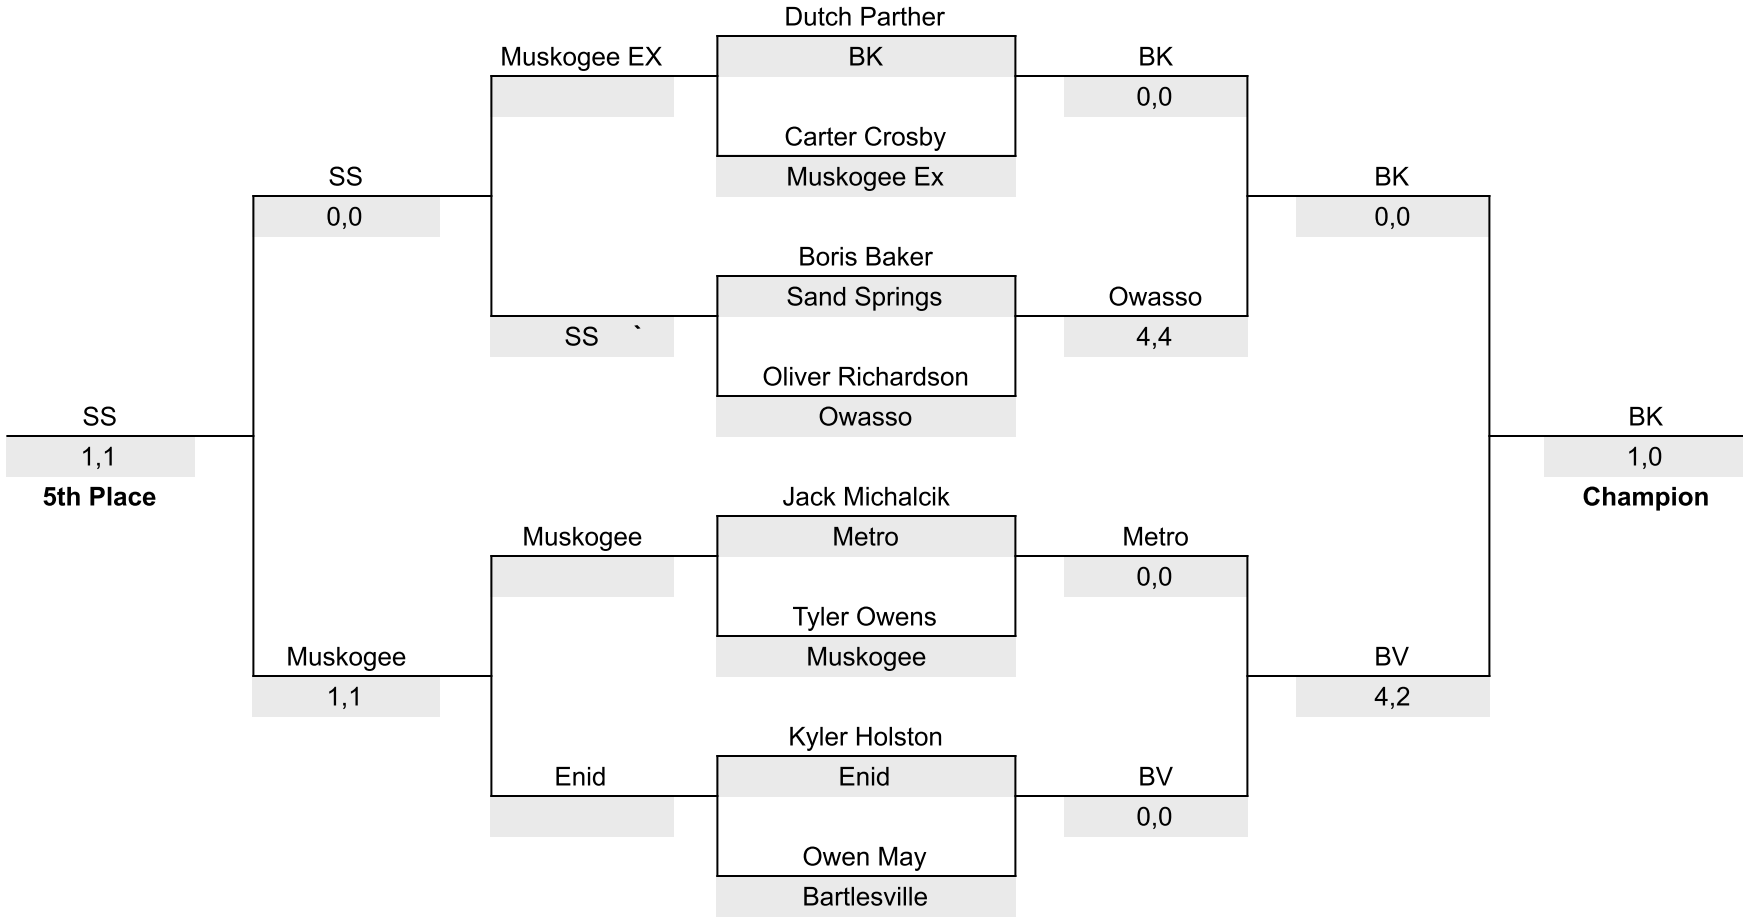 Dutch Parther
Muskogee EX BK BK
0,0
Carter Crosby
SS Muskogee Ex BK
0,0 0,0
Boris Baker
Sand Springs Owasso
SS ` 4,4
Oliver Richardson
SS Owasso BK
1,1 1,0
5th Place Jack Michalcik Champion
Muskogee Metro Metro
0,0
Tyler Owens
Muskogee Muskogee BV
1,1 4,2
Kyler Holston
Enid Enid BV
0,0
Owen May
Bartlesville